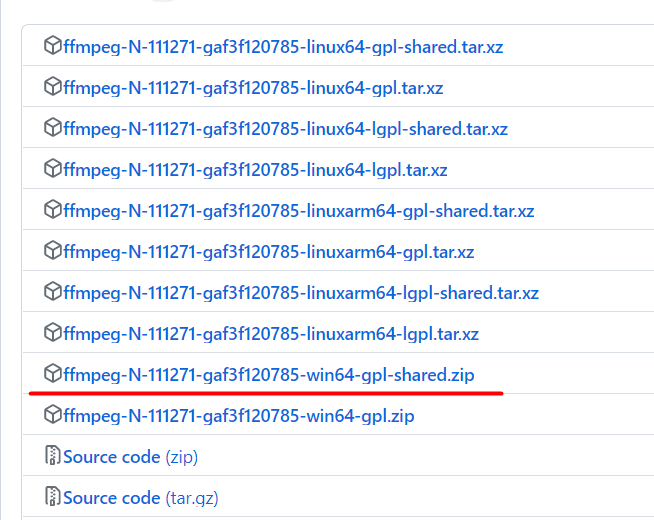 ffmpeg-N-111271-gaf3f120785-linux64-gpl-shared.tar.xz
ffmpeg-N-111271-gaf3f120785-linux64-gpl.tar.xz
ffmpeg-N-111271-gaf3f120785-linux64-lgpl-shared.tar.xz
ffmpeg-N-111271-gaf3f120785-linux64-lgpl.tar.xz
ffmpeg-N-111271-gaf3f120785-linuxarm64-gpl-shared.tar.xz
ffmpeg-N-111271-gaf3f120785-linuxarm64-gpl.tar.xz
ffmpeg-N-111271-gaf3f120785-linuxarm64-lgpl-shared.tar.xz
ffmpeg-N-111271-gaf3f120785-linuxarm64-lgpl.tar.xz
ffmpeg-N-111271-gaf3f120785-win64-gpl-shared.zip
ffmpeg-N-111271-gaf3f120785-win64-gpl.zip
Source code (zip)
Source code (tar.gz)